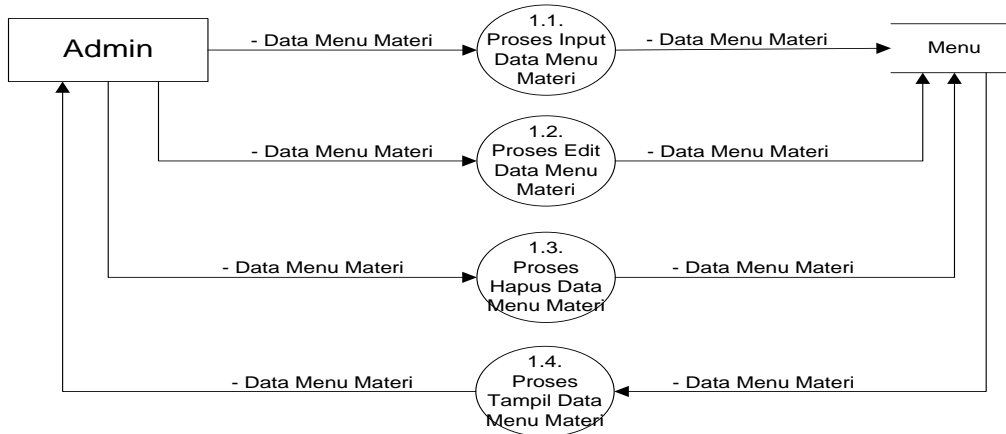 Admin
- Data Menu Materi
1.1.
Proses Input
Data Menu
Materi
- Data Menu Materi
Menu
- Data Menu Materi
1.2.
Proses Edit
Data Menu
Materi
- Data Menu Materi
- Data Menu Materi
1.3.
Proses
Hapus Data
Menu Materi
- Data Menu Materi
- Data Menu Materi
1.4.
Proses
Tampil Data
Menu Materi
- Data Menu Materi